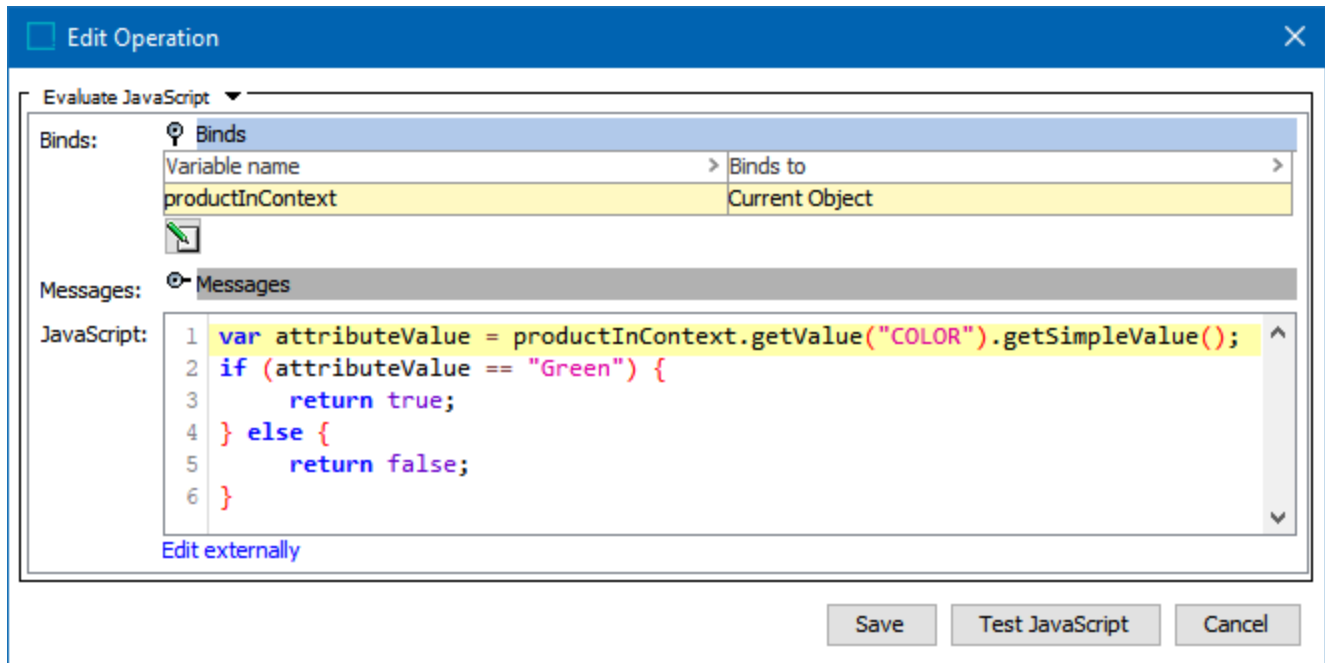 Edit Operation
Evaluate JavaScript
Binds:
Binds
Variable name > Binds to >
productInContext Current Object
Messages:
Messages
JavaScript:
1 var attributeValue = productInContext.getValue("COLOR").getSimpleValue();
2 if (attributeValue == "Green") {
3 return true;
4 } else {
5 return false;
6 }
Edit externally
Save Test JavaScript Cancel